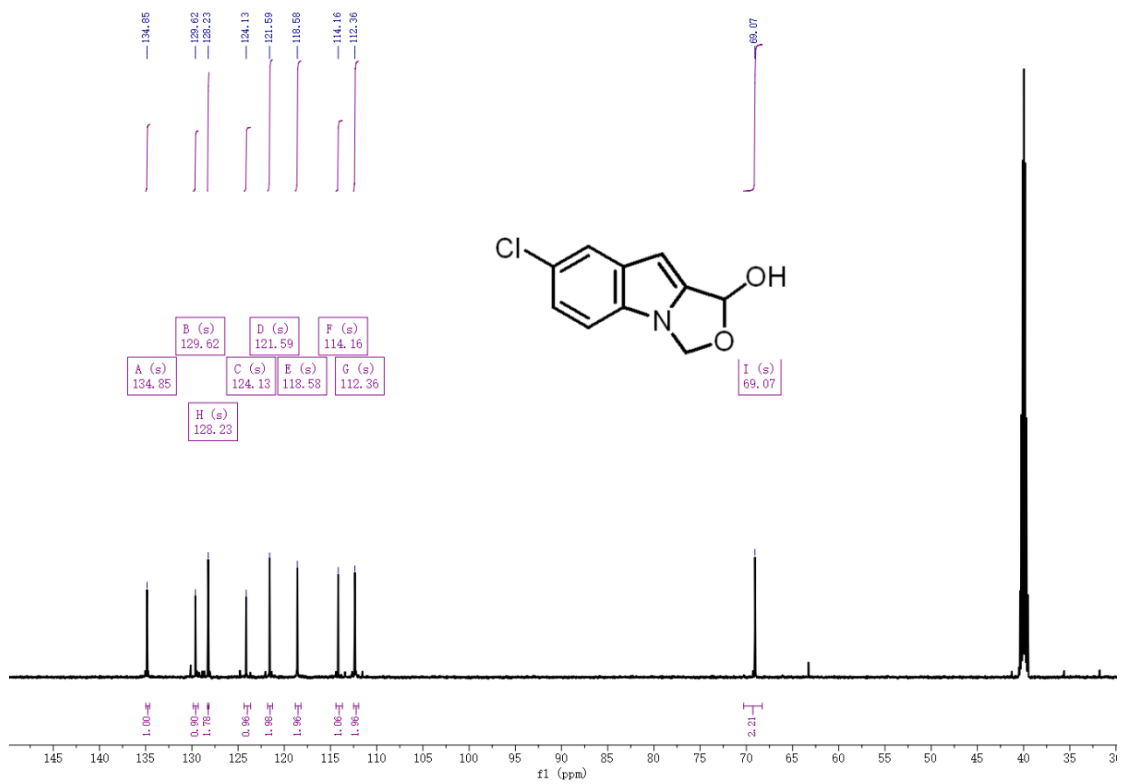 134.85
129.62
128.23
124.13
121.59
118.58
114.16
112.36
69.07
Cl
OH
N
O
B (s)
129.62
D (s)
121.59
F (s)
114.16
A (s)
134.85
C (s)
124.13
E (s)
118.58
G (s)
112.36
I (s)
69.07
H (s)
128.23
1.00
0.90
1.78
0.96
1.98
1.96
1.06
1.96
2.21
145 140 135 130 125 120 115 110 105 100 95 90 85 80 75 70 65 60 55 50 45 40 35 30
f1 (ppm)